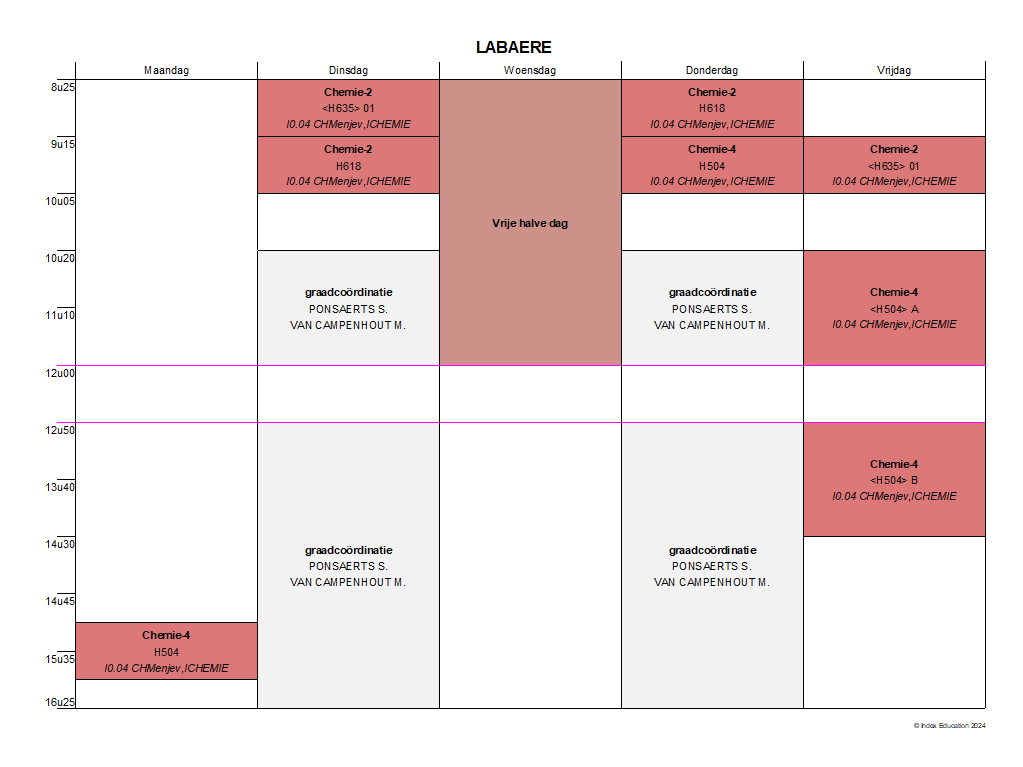 LABAERE
Maandag
Dinsdag
Woensdag
Donderdag
Vrijdag
8u25
9u15
10u05
10u20
11u10
12u00
12u50
13u40
14u30
14u45
15u35
16u25
Chemie-4
H504
I0.04 CHMenjev,ICHEMIE
Chemie-2
<H635> 01
I0.04 CHMenjev,ICHEMIE
Chemie-2
H618
I0.04 CHMenjev,ICHEMIE
graadcoördinatie
PONSAERTS S.
VAN CAMPENHOUT M.
graadcoördinatie
PONSAERTS S.
VAN CAMPENHOUT M.
Vrije halve dag
Chemie-2
H618
I0.04 CHMenjev,ICHEMIE
Chemie-4
H504
I0.04 CHMenjev,ICHEMIE
graadcoördinatie
PONSAERTS S.
VAN CAMPENHOUT M.
graadcoördinatie
PONSAERTS S.
VAN CAMPENHOUT M.
Chemie-2
<H635> 01
I0.04 CHMenjev,ICHEMIE
Chemie-4
<H504> A
I0.04 CHMenjev,ICHEMIE
Chemie-4
<H504> B
I0.04 CHMenjev,ICHEMIE
© Index Education 2024